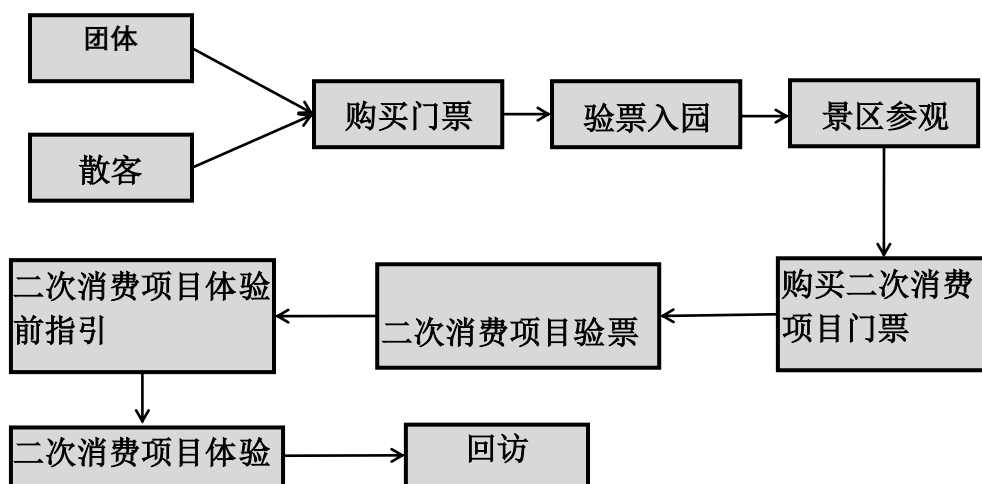 团体
散客
购买门票
验票入园
景区参观
购买二次消费
项目门票
二次消费项目验票
二次消费项目体验
前指引
二次消费项目体验
回访